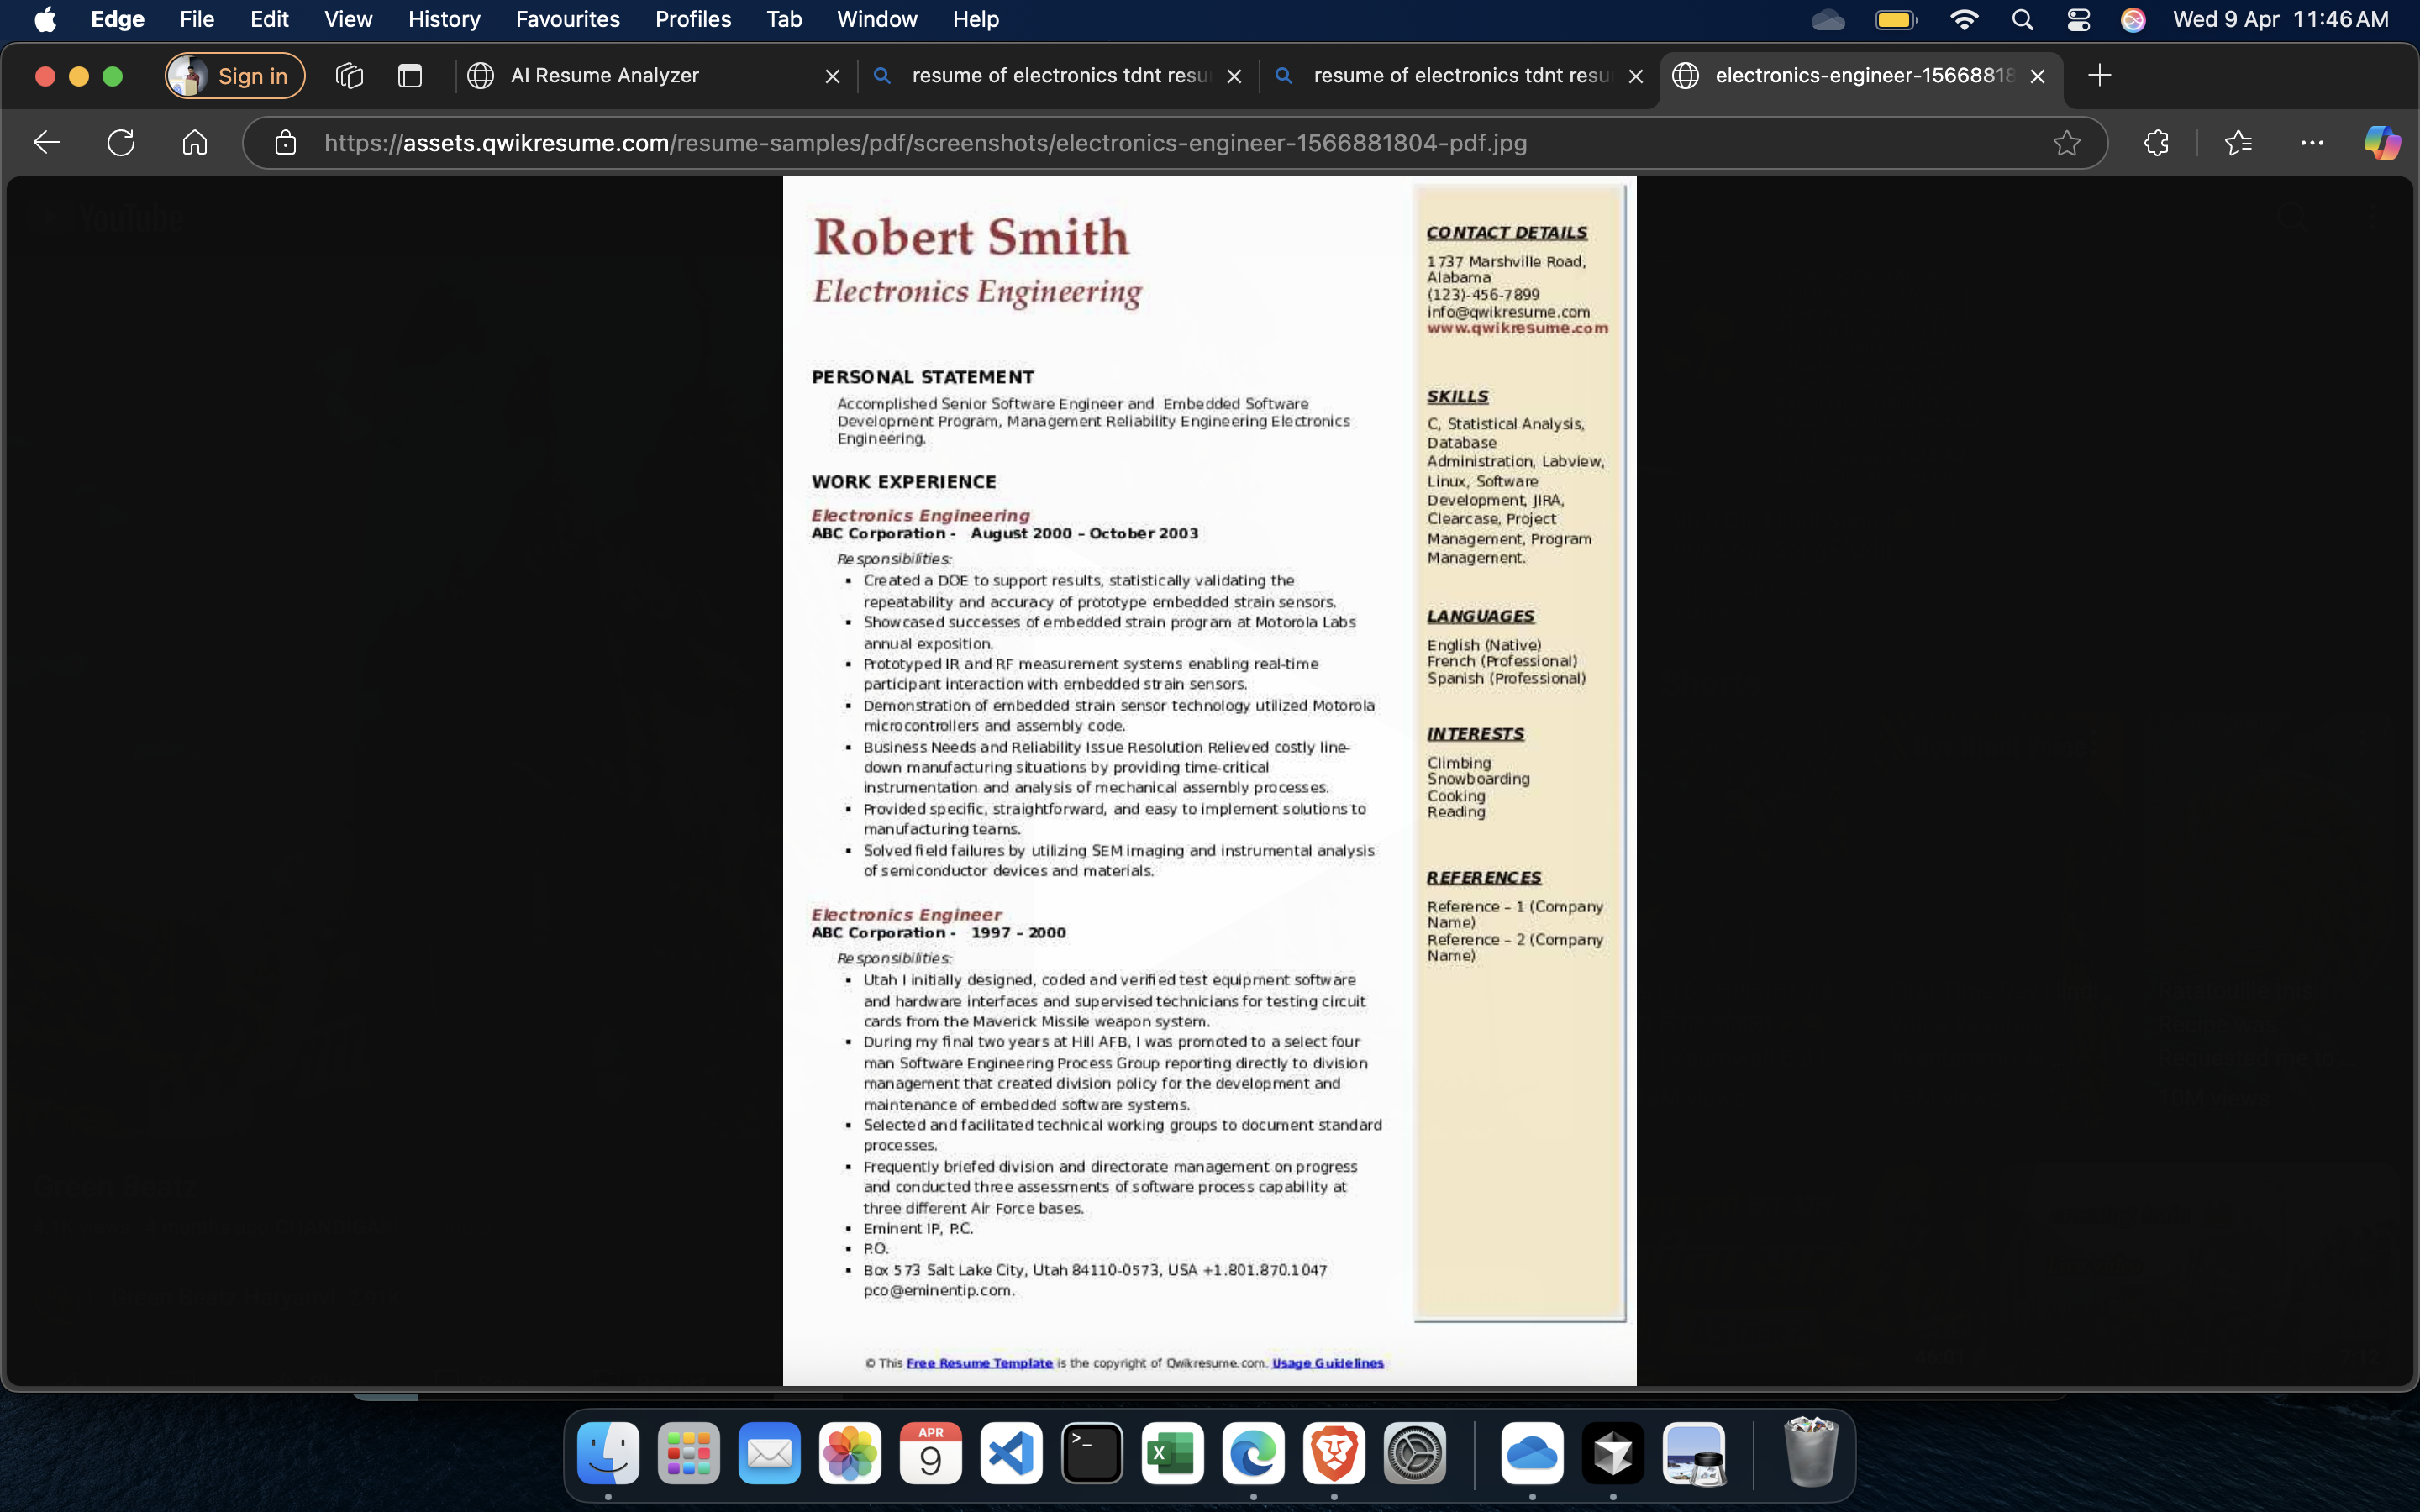 Edge File Edit View History Favourites Profiles Tab Window Help
Wed 9 Apr 11:46 AM
Sign in
AI Resume Analyzer
resume of electronics tdnt resu
resume of electronics tdnt resu
electronics-engineer-15668818
https://assets.qwikresume.com/resume-samples/pdf/screenshots/electronics-engineer-1566881804-pdf.jpg
YouTube
Robert Smith
Electronics Engineering
PERSONAL STATEMENT
Accomplished Senior Software Engineer and Embedded Software
Development Program, Management Reliability Engineering Electronics
Engineering.
WORK EXPERIENCE
Electronics Engineering
ABC Corporation - August 2000 – October 2003
Responsibilities:
▪ Created a DOE to support results, statistically validating the
repeatability and accuracy of prototype embedded strain sensors.
▪ Showcased successes of embedded strain program at Motorola Labs
annual exposition.
▪ Prototyped IR and RF measurement systems enabling real-time
participant interaction with embedded strain sensors.
▪ Demonstration of embedded strain sensor technology utilized Motorola
microcontrollers and assembly code.
▪ Business Needs and Reliability Issue Resolution Relieved costly line-
down manufacturing situations by providing time-critical
instrumentation and analysis of mechanical assembly processes.
▪ Provided specific, straightforward, and easy to implement solutions to
manufacturing teams.
▪ Solved field failures by utilizing SEM imaging and instrumental analysis
of semiconductor devices and materials.
Electronics Engineer
ABC Corporation - 1997 – 2000
Responsibilities:
▪ Utah I initially designed, coded and verified test equipment software
and hardware interfaces and supervised technicians for testing circuit
cards from the Maverick Missile weapon system.
▪ During my final two years at Hill AFB, I was promoted to a select four
man Software Engineering Process Group reporting directly to division
management that created division policy for the development and
maintenance of embedded software systems.
▪ Selected and facilitated technical working groups to document standard
processes.
▪ Frequently briefed division and directorate management on progress
and conducted three assessments of software process capability at
three different Air Force bases.
▪ Eminent IP, P.C.
▪ P.O.
▪ Box 573 Salt Lake City, Utah 84110-0573, USA +1.801.870.1047
pco@eminentip.com.
CONTACT DETAILS
1737 Marshville Road,
Alabama
(123)-456-7899
info@qwikresume.com
www.qwikresume.com
SKILLS
C, Statistical Analysis,
Database
Administration, Labview,
Linux, Software
Development, JIRA,
Clearcase, Project
Management, Program
Management.
LANGUAGES
English (Native)
French (Professional)
Spanish (Professional)
INTERESTS
Climbing
Snowboarding
Cooking
Reading
REFERENCES
Reference – 1 (Company
Name)
Reference – 2 (Company
Name)
© This Free Resume Template is the copyright of Qwikresume.com. Usage Guidelines
APR
9